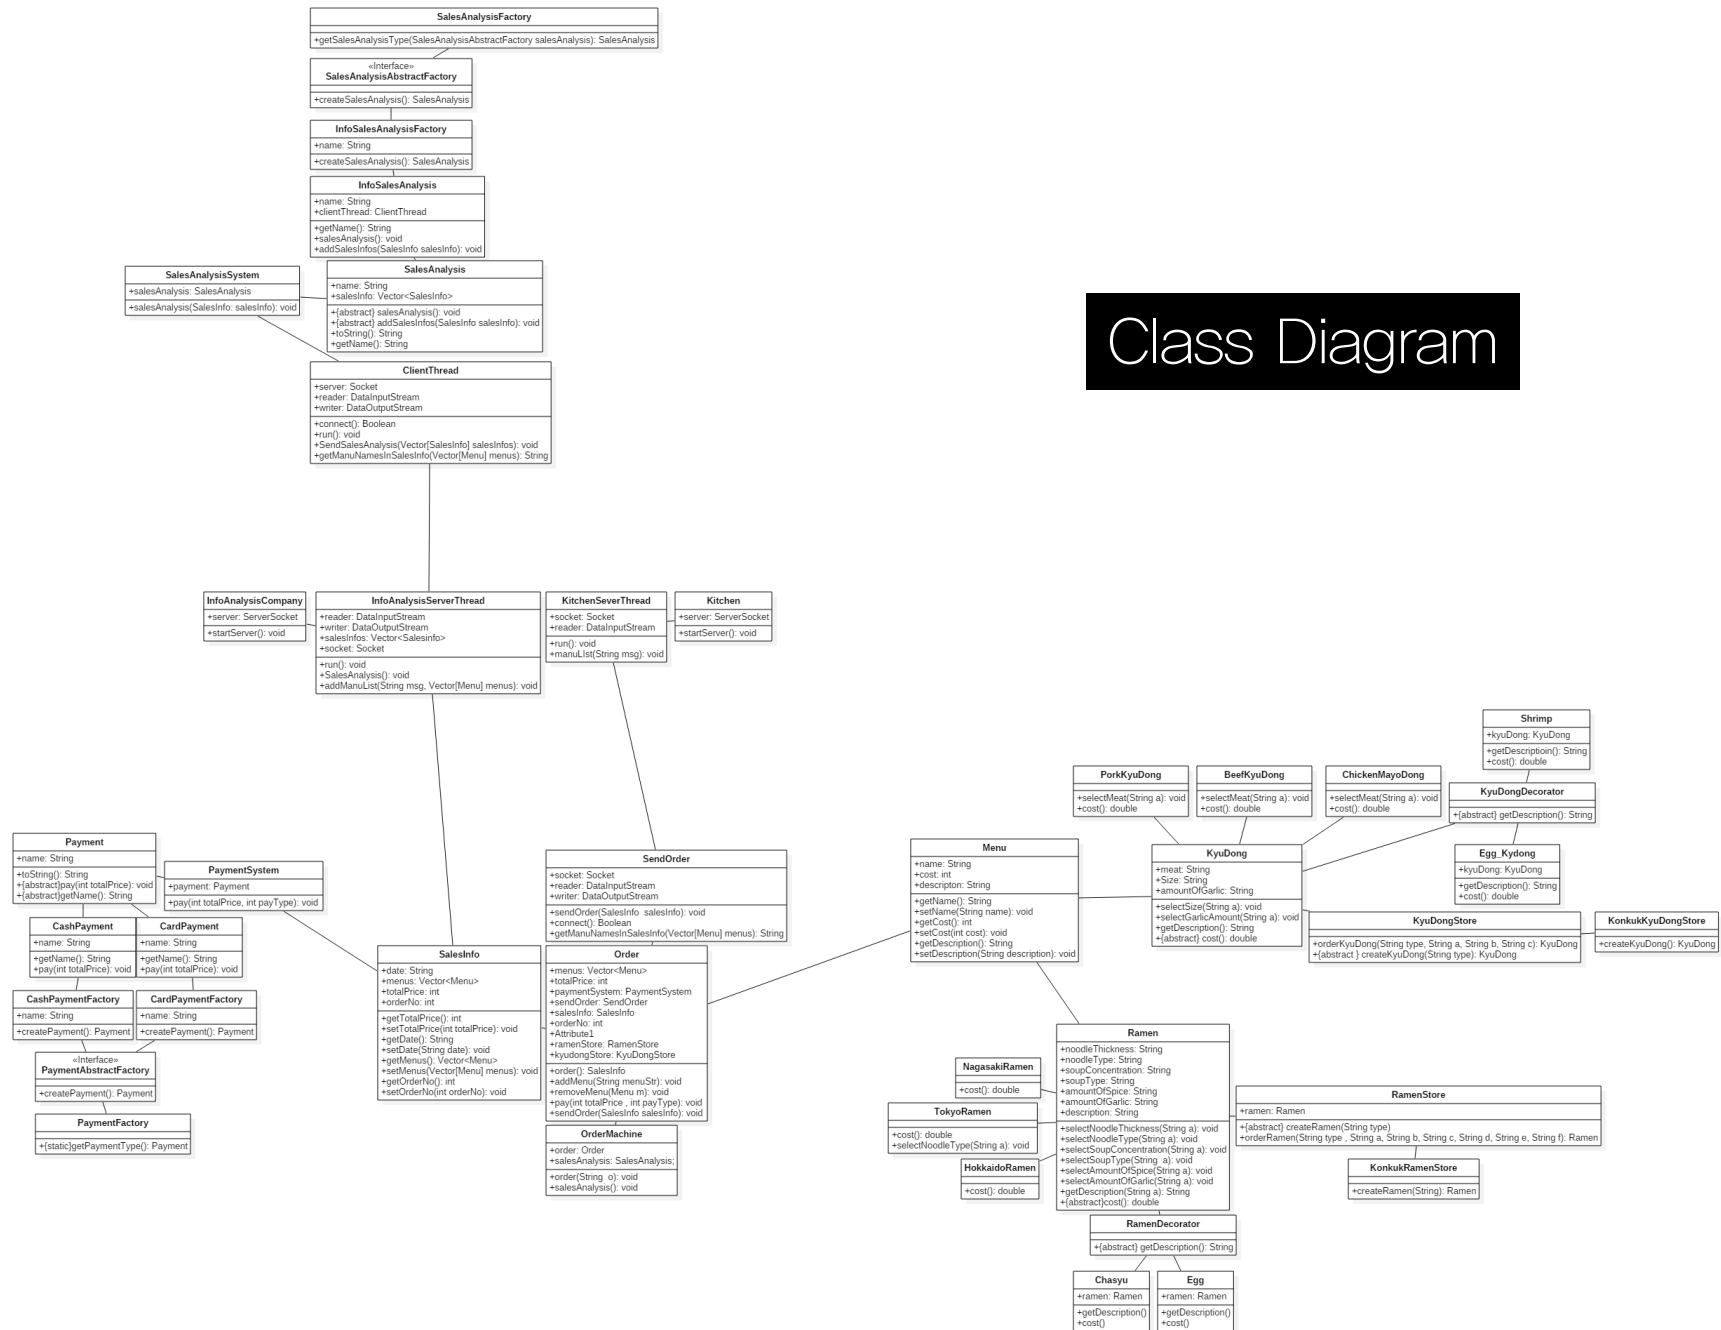 SalesAnalysisFactory
+getSalesAnalysisType(SalesAnalysisAbstractFactory salesAnalysis): SalesAnalysis
«Interface»
SalesAnalysisAbstractFactory
+createSalesAnalysis(): SalesAnalysis
InfoSalesAnalysisFactory
+name: String
+createSalesAnalysis(): SalesAnalysis
InfoSalesAnalysis
+name: String
+clientThread: ClientThread
+getName(): String
+salesAnalysis(): void
+addSalesInfos(SalesInfo salesInfo): void
SalesAnalysisSystem
+salesAnalysis: SalesAnalysis
+salesAnalysis(SalesInfo: salesInfo): void
SalesAnalysis
+name: String
+salesInfo: Vector<SalesInfo>
+{abstract} salesAnalysis(): void
+{abstract} addSalesInfos(SalesInfo salesInfo): void
+toString(): String
+getName(): String
Class Diagram
ClientThread
+server: Socket
+reader: DataInputStream
+writer: DataOutputStream
+connect(): Boolean
+run(): void
+SendSalesAnalysis(Vector[SalesInfo] salesInfos): void
+getManuNamesInSalesInfo(Vector[Menu] menus): String
InfoAnalysisCompany
+server: ServerSocket
+startServer(): void
InfoAnalysisServerThread
+reader: DataInputStream
+writer: DataOutputStream
+salesInfos: Vector<Salesinfo>
+socket: Socket
+run(): void
+SalesAnalysis(): void
+addManuList(String msg, Vector[Menu] menus): void
KitchenSeverThread
+socket: Socket
+reader: DataInputStream
+run(): void
+manuLIst(String msg): void
Kitchen
+server: ServerSocket
+startServer(): void
Shrimp
+kyuDong: KyuDong
+getDescriptioin(): String
+cost(): double
PorkKyuDong
+selectMeat(String a): void
+cost(): double
BeefKyuDong
+selectMeat(String a): void
+cost(): double
ChickenMayoDong
+selectMeat(String a): void
+cost(): double
KyuDongDecorator
+{abstract} getDescription(): String
Egg_Kydong
+kyuDong: KyuDong
+getDescription(): String
+cost(): double
Payment
+name: String
+toString(): String
+{abstract}pay(int totalPrice): void
+{abstract}getName(): String
PaymentSystem
+payment: Payment
+pay(int totalPrice, int payType): void
SendOrder
+socket: Socket
+reader: DataInputStream
+writer: DataOutputStream
+sendOrder(SalesInfo  salesInfo): void
+connect(): Boolean
+getManuNamesInSalesInfo(Vector[Menu] menus): String
Menu
+name: String
+cost: int
+descripton: String
+getName(): String
+setName(String name): void
+getCost(): int
+setCost(int cost): void
+getDescription(): String
+setDescription(String description): void
KyuDong
+meat: String
+Size: String
+amountOfGarlic: String
+selectSize(String a): void
+selectGarlicAmount(String a): void
+getDescription(): String
+{abstract} cost(): double
KyuDongStore
+orderKyuDong(String type, String a, String b, String c): KyuDong
+{abstract } createKyuDong(String type): KyuDong
KonkukKyuDongStore
+createKyuDong(): KyuDong
CashPayment
+name: String
+getName(): String
+pay(int totalPrice): void
CardPayment
+name: String
+getName(): String
+pay(int totalPrice): void
CashPaymentFactory
+name: String
+createPayment(): Payment
CardPaymentFactory
+name: String
+createPayment(): Payment
«Interface»
PaymentAbstractFactory
+createPayment(): Payment
PaymentFactory
+{static}getPaymentType(): Payment
SalesInfo
+date: String
+menus: Vector<Menu>
+totalPrice: int
+orderNo: int
+getTotalPrice(): int
+setTotalPrice(int totalPrice): void
+getDate(): String
+setDate(String date): void
+getMenus(): Vector<Menu>
+setMenus(Vector[Menu] menus): void
+getOrderNo(): int
+setOrderNo(int orderNo): void
Order
+menus: Vector<Menu>
+totalPrice: int
+paymentSystem: PaymentSystem
+sendOrder: SendOrder
+salesInfo: SalesInfo
+orderNo: int
+Attribute1
+ramenStore: RamenStore
+kyudongStore: KyuDongStore
+order(): SalesInfo
+addMenu(String menuStr): void
+removeMenu(Menu m): void
+pay(int totalPrice , int payType): void
+sendOrder(SalesInfo salesInfo): void
OrderMachine
+order: Order
+salesAnalysis: SalesAnalysis;
+order(String  o): void
+salesAnalysis(): void
NagasakiRamen
+cost(): double
TokyoRamen
+cost(): double
+selectNoodleType(String a): void
HokkaidoRamen
+cost(): double
Ramen
+noodleThickness: String
+noodleType: String
+soupConcentration: String
+soupType: String
+amountOfSpice: String
+amountOfGarlic: String
+description: String
+selectNoodleThickness(String a): void
+selectNoodleType(String a): void
+selectSoupConcentration(String a): void
+selectSoupType(String  a): void
+selectAmountOfSpice(String a): void
+selectAmountOfGarlic(String a): void
+getDescription(String a): String
+{abstract}cost(): double
RamenStore
+ramen: Ramen
+{abstract} createRamen(String type)
+orderRamen(String type , String a, String b, String c, String d, String e, String f): Ramen
KonkukRamenStore
+createRamen(String): Ramen
RamenDecorator
+{abstract} getDescription(): String
Chasyu
+ramen: Ramen
+getDescription()
+cost()
Egg
+ramen: Ramen
+getDescription()
+cost()